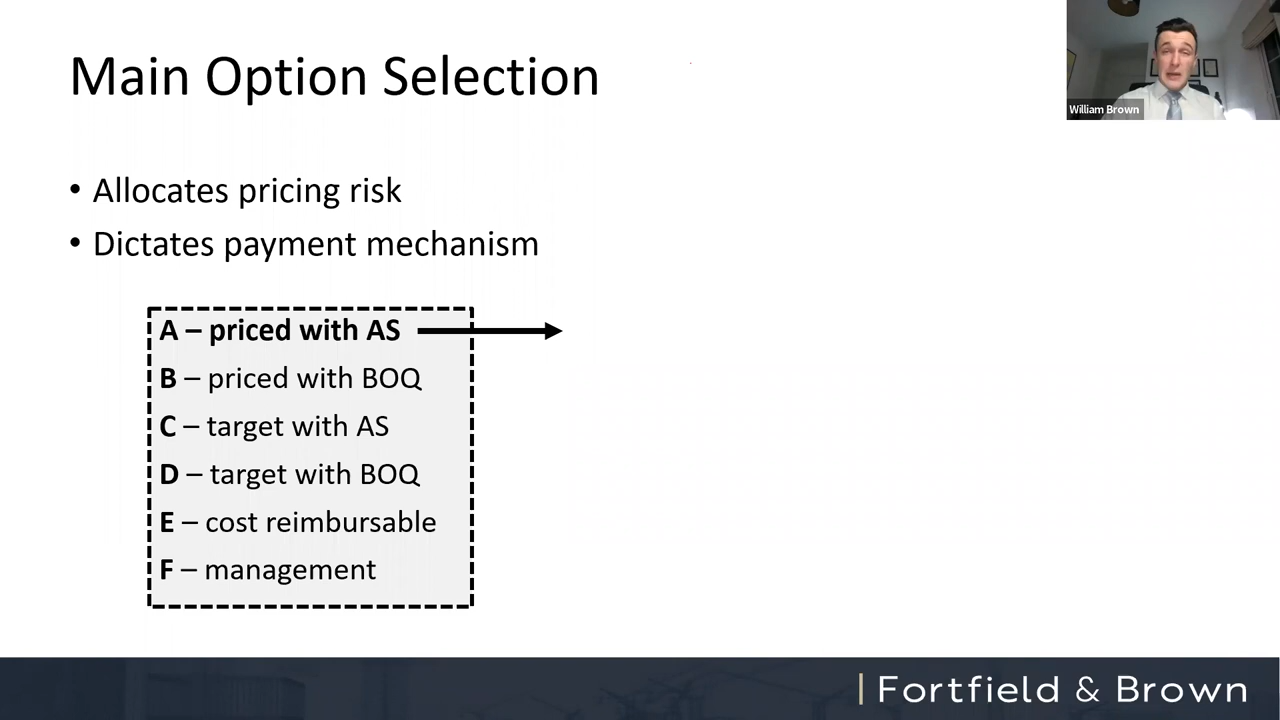 Main Option Selection
William Brown
• Allocates pricing risk
• Dictates payment mechanism
A – priced with AS
B – priced with BOQ
C – target with AS
D – target with BOQ
E – cost reimbursable
F – management
| Fortfield & Brown